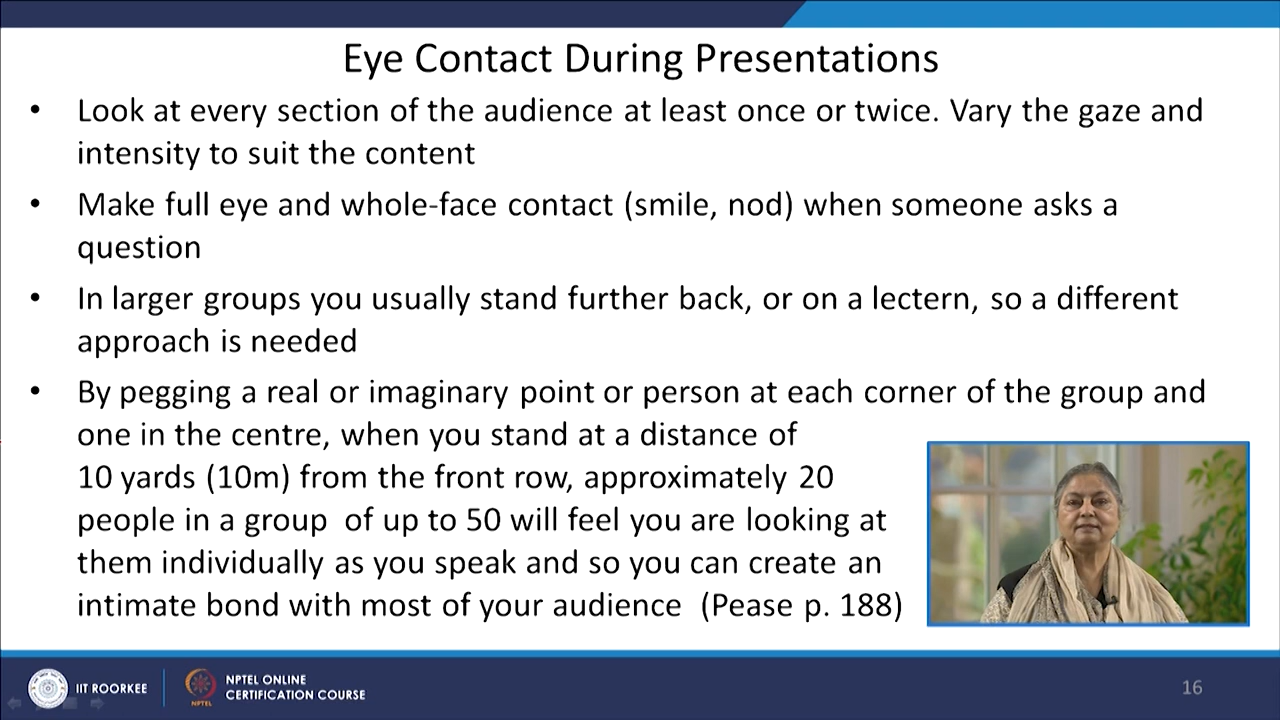 Eye Contact During Presentations
• Look at every section of the audience at least once or twice. Vary the gaze and
intensity to suit the content
• Make full eye and whole-face contact (smile, nod) when someone asks a
question
• In larger groups you usually stand further back, or on a lectern, so a different
approach is needed
• By pegging a real or imaginary point or person at each corner of the group and
one in the centre, when you stand at a distance of
10 yards (10m) from the front row, approximately 20
people in a group of up to 50 will feel you are looking at
them individually as you speak and so you can create an
intimate bond with most of your audience (Pease p. 188)
IIT ROORKEE
NPTEL
NPTEL ONLINE
CERTIFICATION COURSE
16